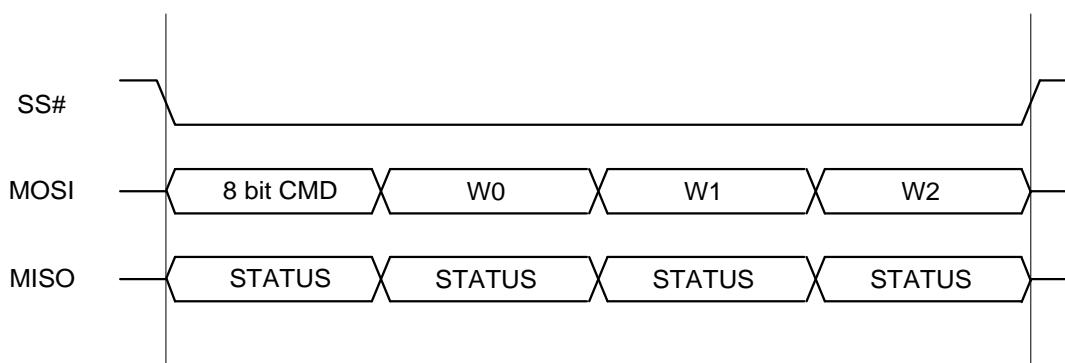 SS#
MOSI 8 bit CMD W0 W1 W2
MISO STATUS STATUS STATUS STATUS